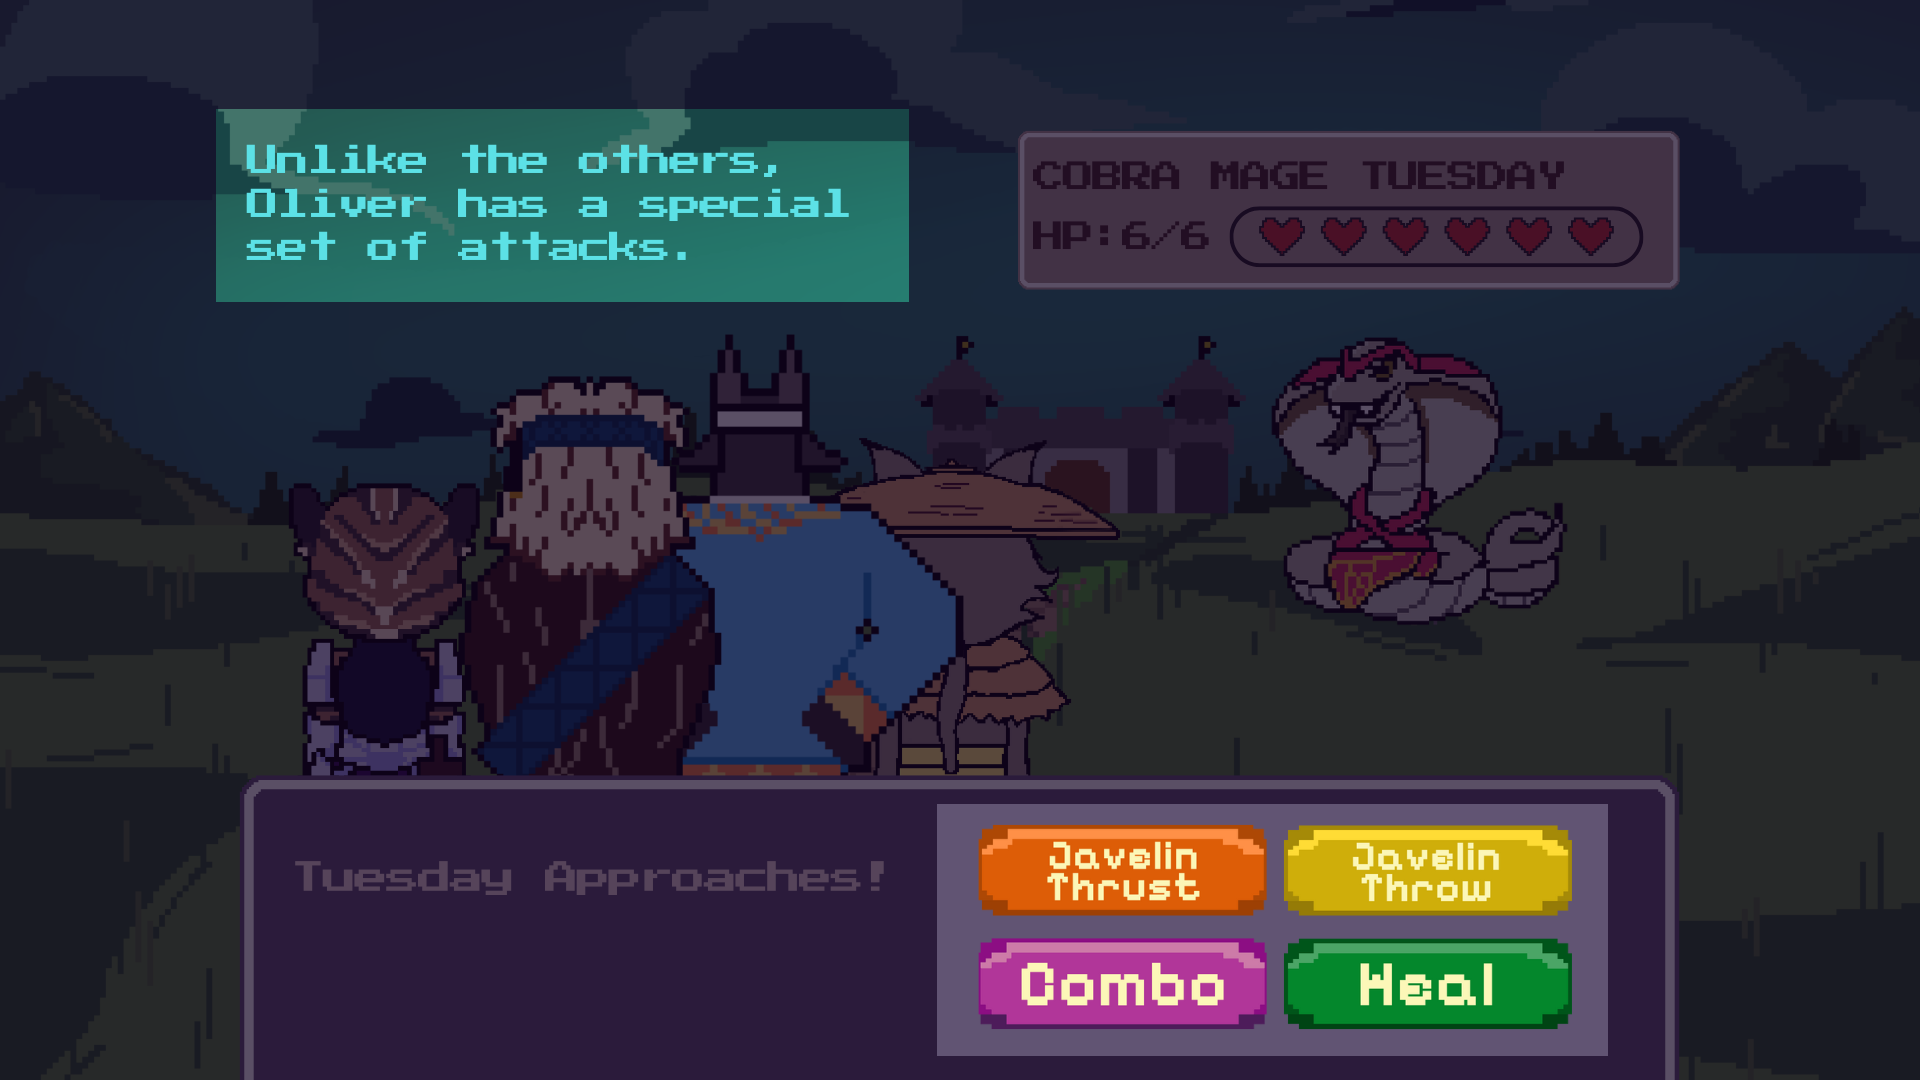 Unlike the others,
Oliver has a special
set of attacks.
COBRA MAGE TUESDAY
HP:6/6
Tuesday Approaches!
Javelin
Thrust
Javelin
Throw
Combo
Heal